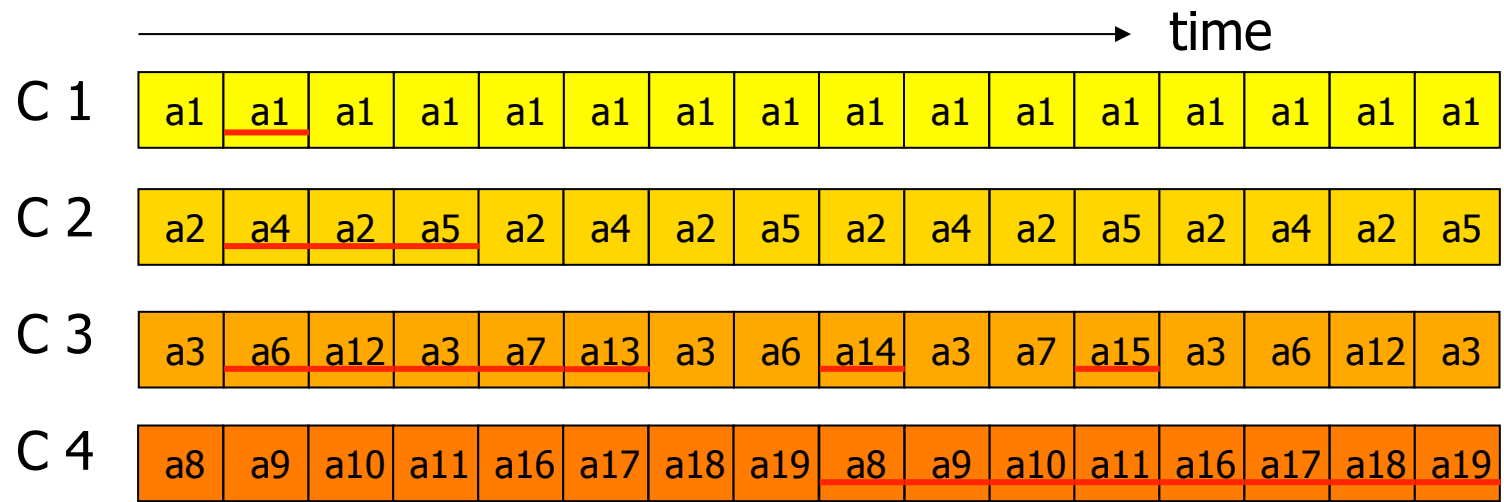 time
C 1 a1 a1 a1 a1 a1 a1 a1 a1 a1 a1 a1 a1 a1 a1 a1 a1
C 2 a2 a4 a2 a5 a2 a4 a2 a5 a2 a4 a2 a5 a2 a4 a2 a5
C 3 a3 a6 a12 a3 a7 a13 a3 a6 a14 a3 a7 a15 a3 a6 a12 a3
C 4 a8 a9 a10 a11 a16 a17 a18 a19 a8 a9 a10 a11 a16 a17 a18 a19